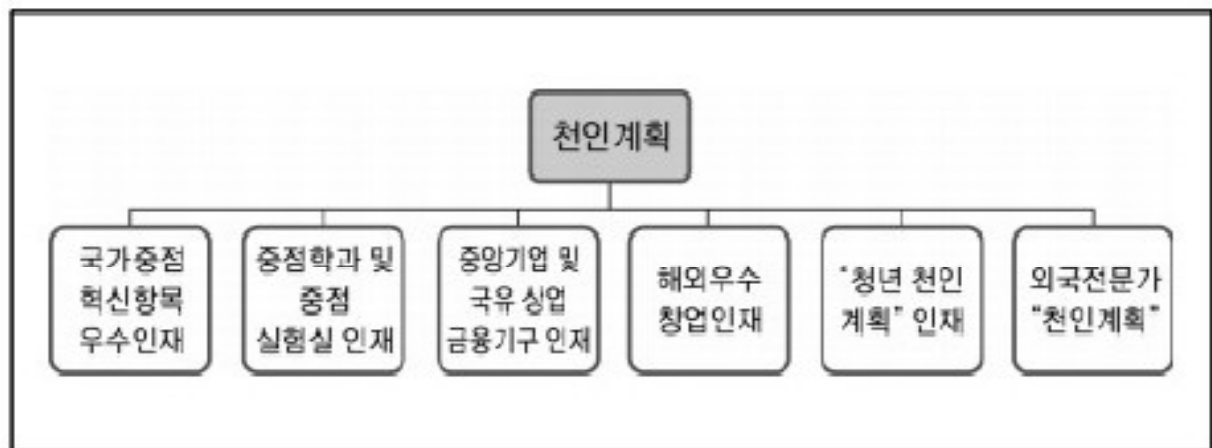 천인계획
국가중점
혁신항목
우수인재
중점학과 및
중점
실험실 인재
중앙기업 및
국유 상업
금융기구 인재
해외우수
창업인재
"청년 천인
계획" 인재
외국전문가
"천인계획"